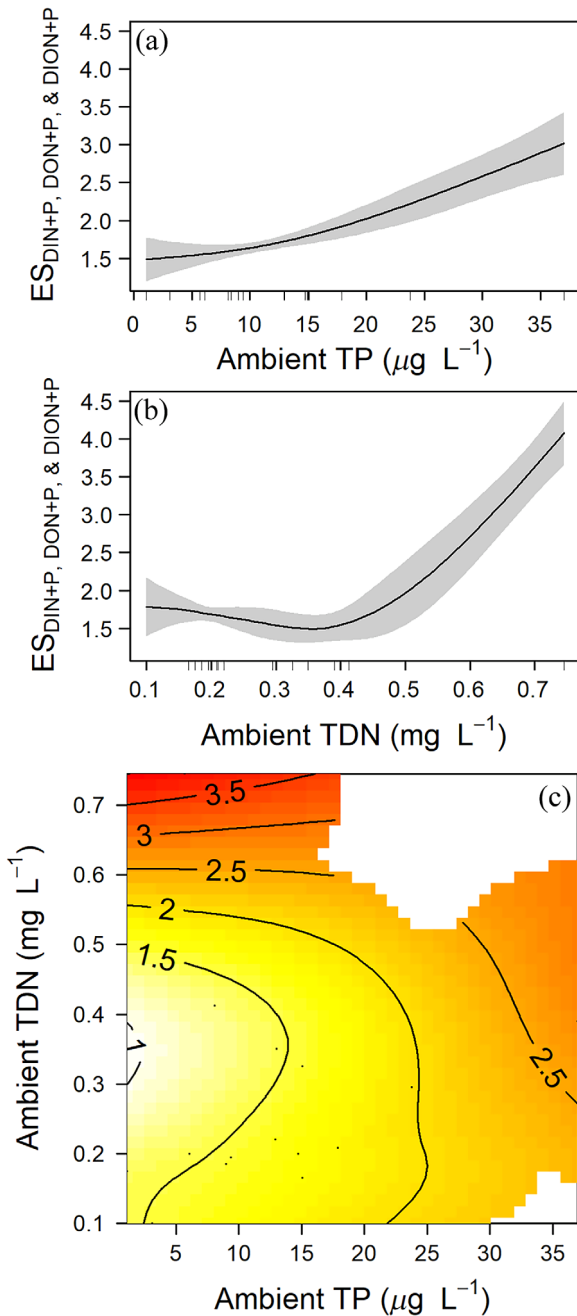 (a)
4.5
4.0
3.5
3.0
2.5
2.0
1.5
ES DIN+P, DON+P, & DION+P
0 5 10 15 20 25 30 35
Ambient TP (μg L⁻¹)
(b)
4.5
4.0
3.5
3.0
2.5
2.0
1.5
ES DIN+P, DON+P, & DION+P
0.1 0.2 0.3 0.4 0.5 0.6 0.7
Ambient TDN (mg L⁻¹)
(c)
0.7
0.6
0.5
0.4
0.3
0.2
0.1
Ambient TDN (mg L⁻¹)
3.5
3
2.5
2
1.5
1
2.5
5 10 15 20 25 30 35
Ambient TP (μg L⁻¹)